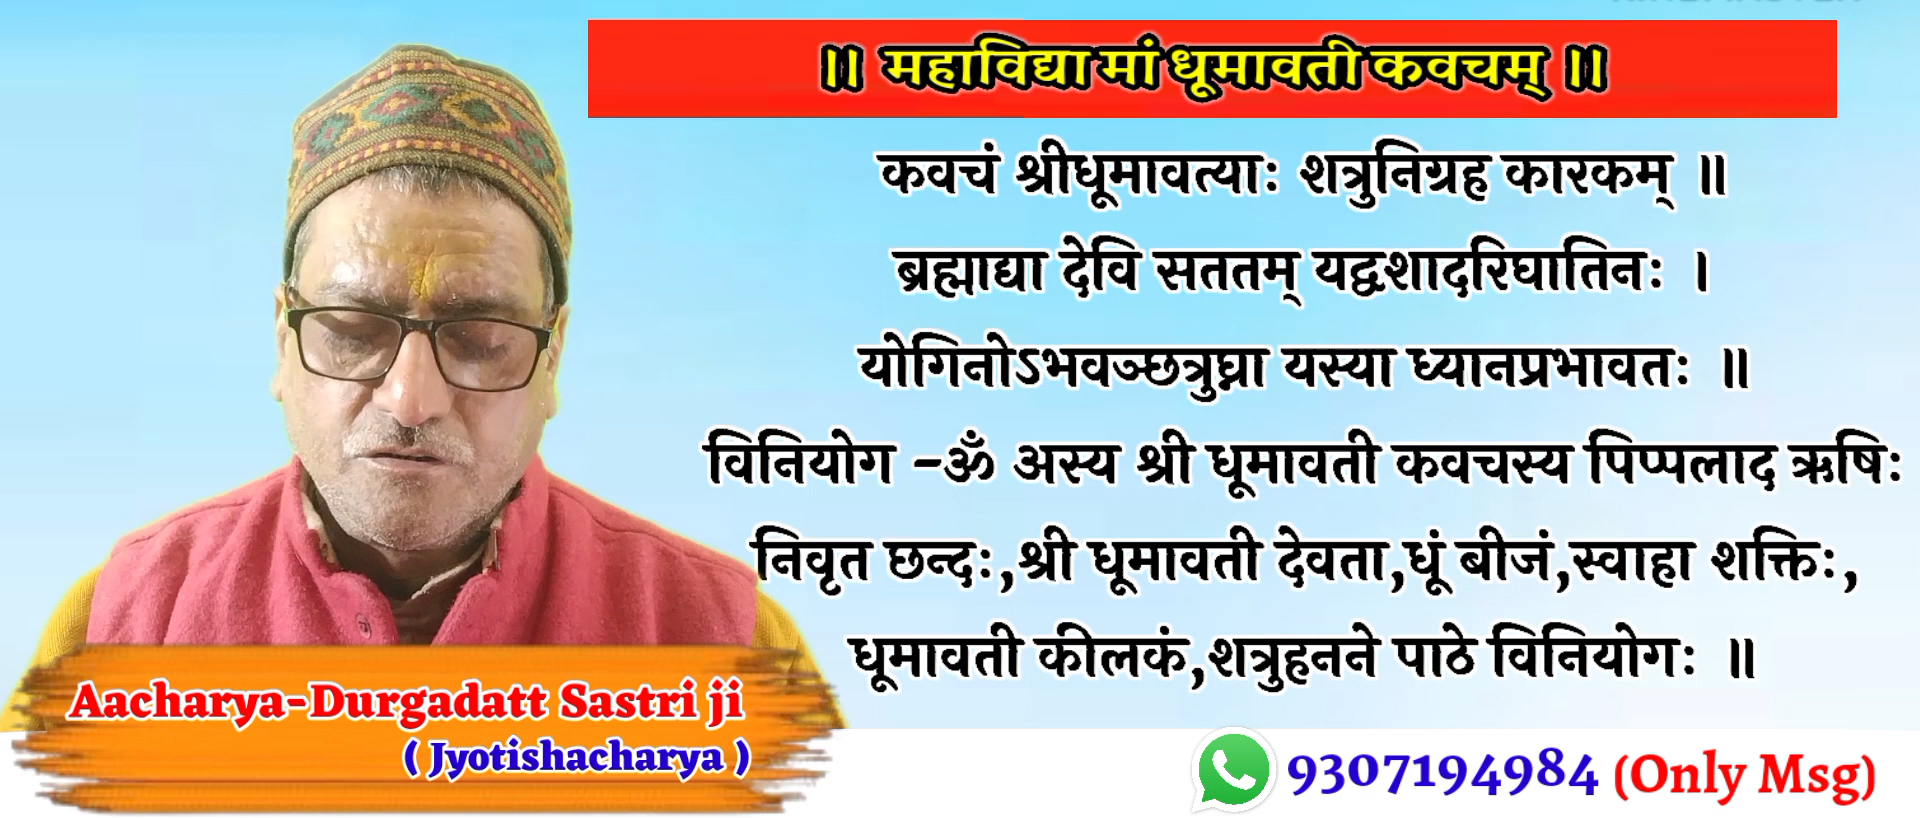 ।। महाविद्या मां धूमावती कवचम् ।।
कवचं श्रीधूमावत्याः शत्रुनिग्रह कारकम् ॥
ब्रह्माद्या देवि सततम् यद्वशादरिघातिनः ।
योगिनोऽभवञ्छत्रुघ्ना यस्या ध्यानप्रभावतः ॥
विनियोग –ॐ अस्य श्री धूमावती कवचस्य पिप्पलाद ऋषिः
निवृत छन्दः,श्री धूमावती देवता,धूं बीजं,स्वाहा शक्तिः,
धूमावती कीलकं,शत्रुहनने पाठे विनियोगः ॥
Aacharya-Durgadatt Sastri ji
( Jyotishacharya )
9307194984 (Only Msg)